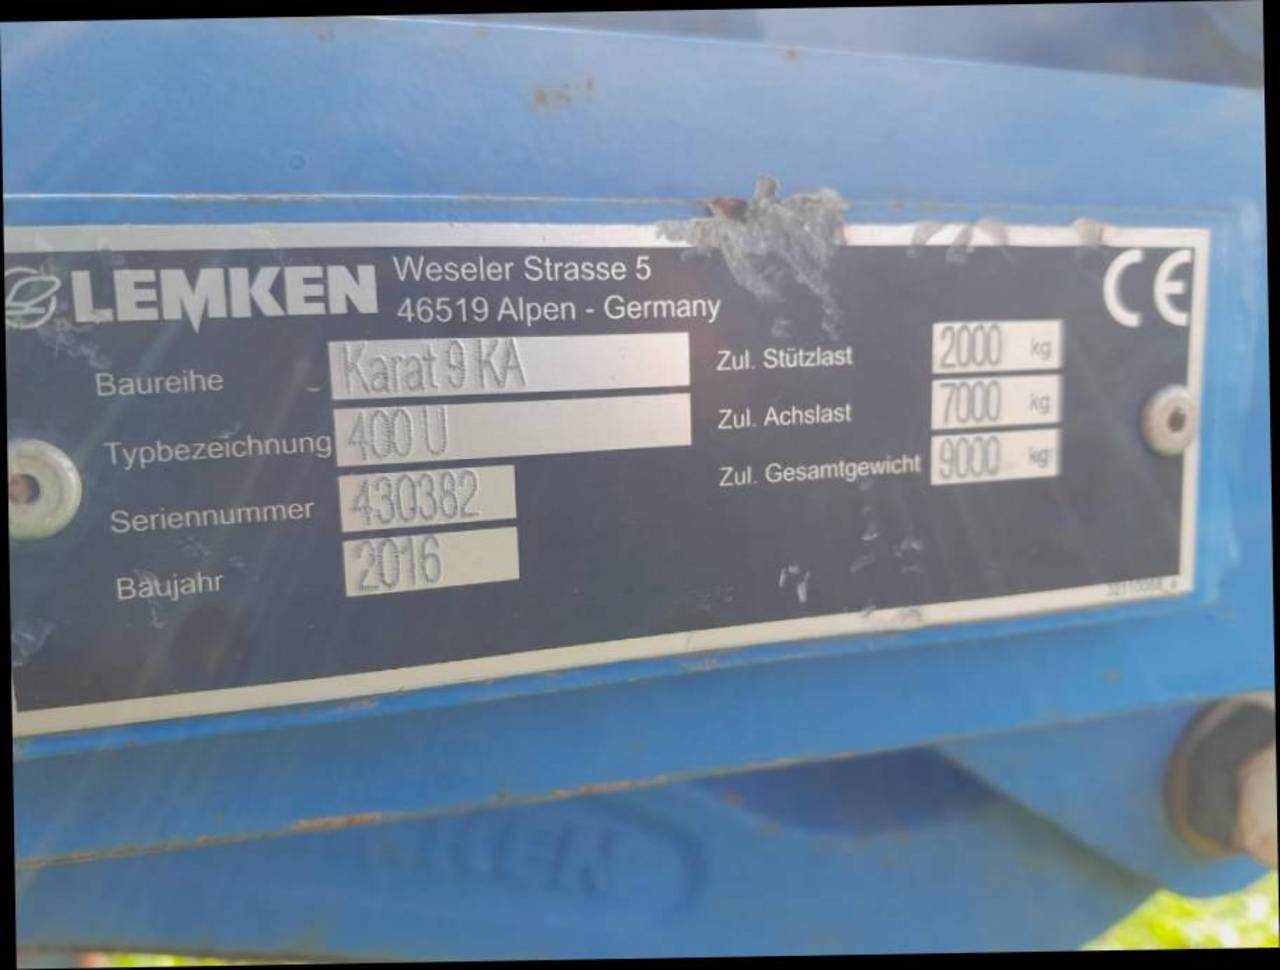 LEMKEN
Weseler Strasse 5
46519 Alpen - Germany
CE
Baureihe Karat 9 KA
Typbezeichnung 400 U
Seriennummer 430382
Baujahr 2016
Zul. Stützlast 2000 kg
Zul. Achslast 7000 kg
Zul. Gesamtgewicht 9000 kg